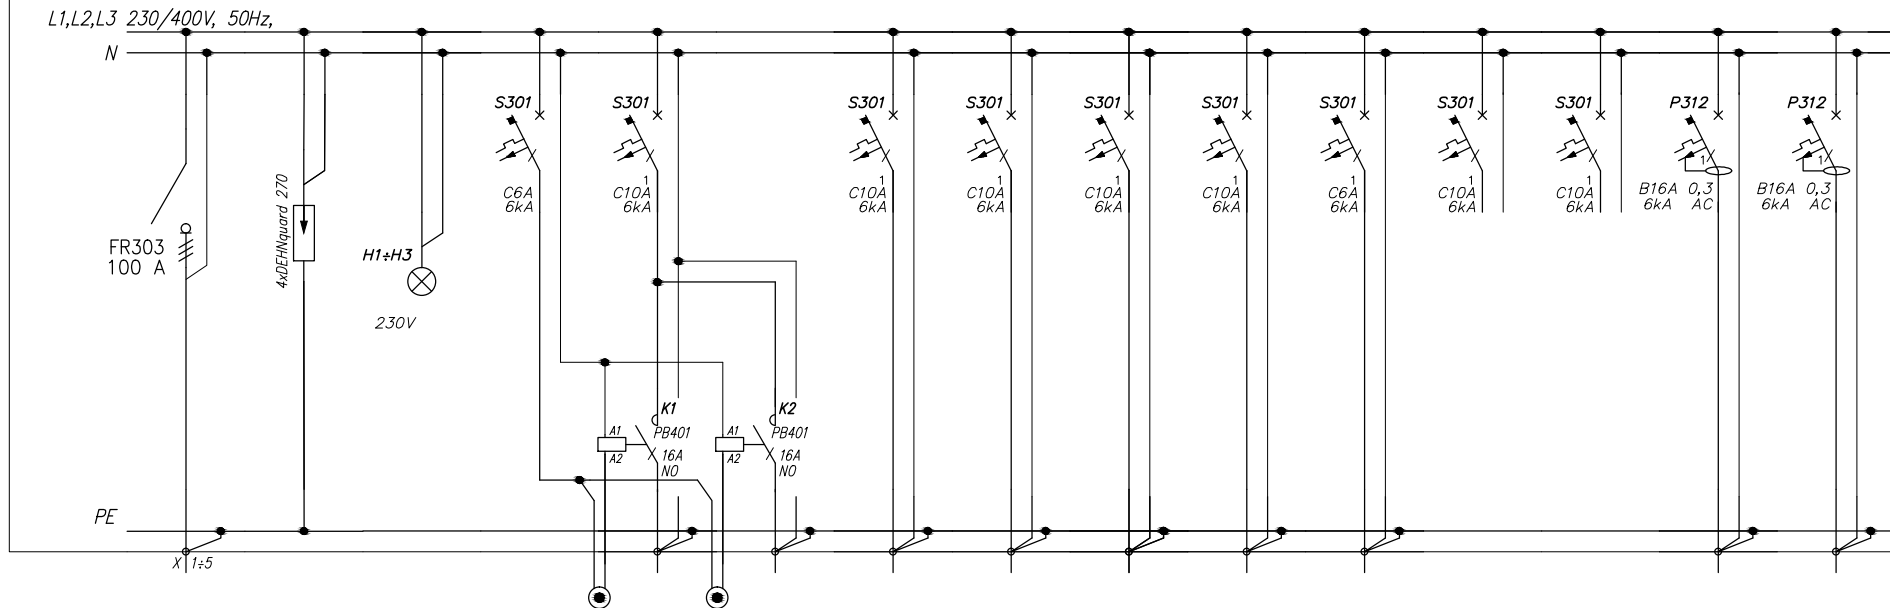 L1,L2,L3 230/400V, 50Hz,
N
S301 S301 S301 S301 S301 S301 S301 S301 S301 P312 P312
1 1 1 1 1 1 1 1 1 1
C6A C10A C10A C10A C10A C10A C6A C10A C10A B16A 0,3 B16A 0,3
6kA 6kA 6kA 6kA 6kA 6kA 6kA 6kA 6kA 6kA AC 6kA AC
4xDEHNquard 270
FR303
100 A
H1÷H3
230V
K1 K2
A1 PB401 A1 PB401
A2 16A A2 16A
NO NO
PE
X 1÷5